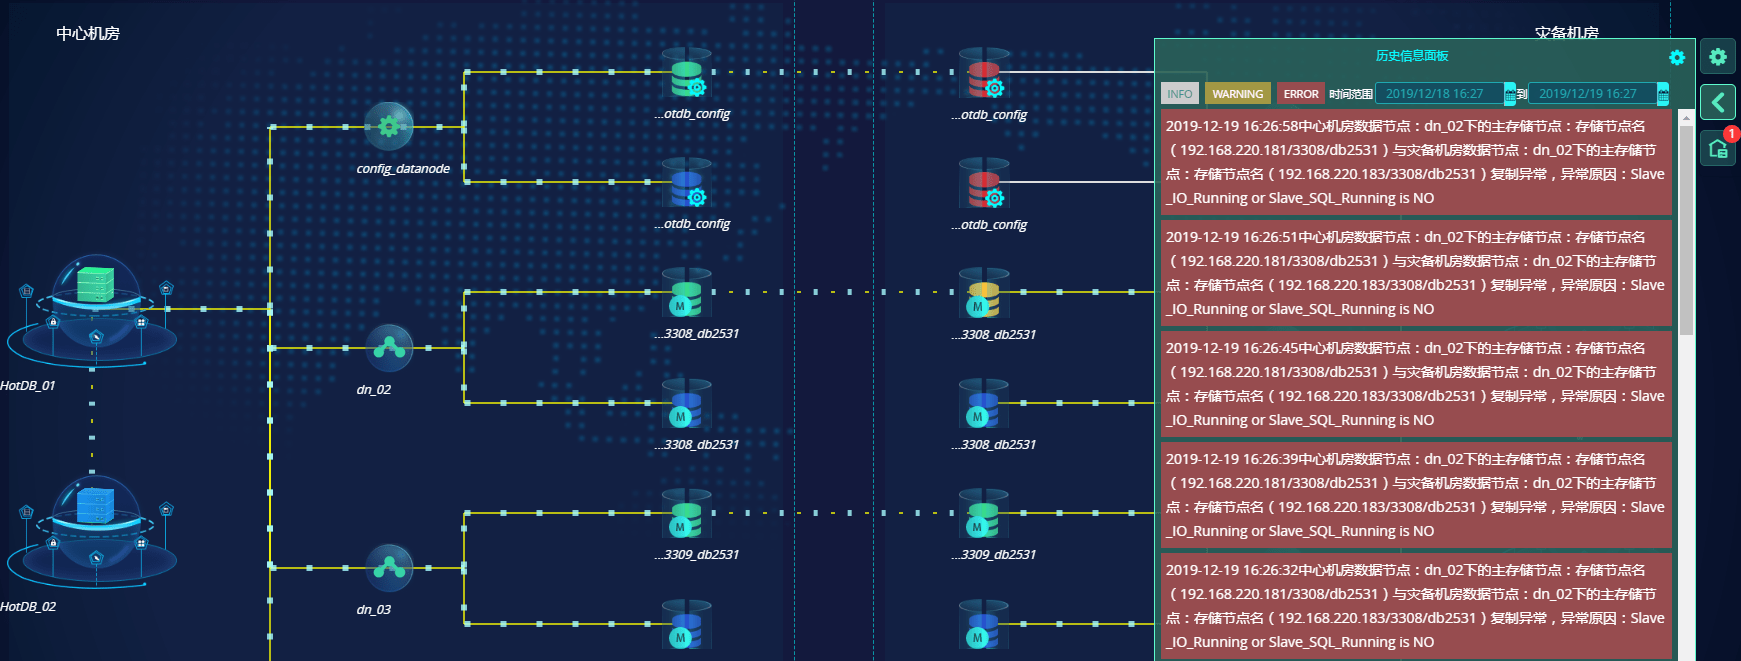 中心机房
灾备机房
历史信息面板
INFO WARNING ERROR 时间范围 2019/12/18 16:27 到 2019/12/19 16:27
1
2019-12-19 16:26:58中心机房数据节点：dn_02下的主存储节点：存储节点名
（192.168.220.181/3308/db2531）与灾备机房数据节点：dn_02下的主存储节
点：存储节点名（192.168.220.183/3308/db2531）复制异常，异常原因：Slave
_IO_Running or Slave_SQL_Running is NO
2019-12-19 16:26:51中心机房数据节点：dn_02下的主存储节点：存储节点名
（192.168.220.181/3308/db2531）与灾备机房数据节点：dn_02下的主存储节
点：存储节点名（192.168.220.183/3308/db2531）复制异常，异常原因：Slave
_IO_Running or Slave_SQL_Running is NO
2019-12-19 16:26:45中心机房数据节点：dn_02下的主存储节点：存储节点名
（192.168.220.181/3308/db2531）与灾备机房数据节点：dn_02下的主存储节
点：存储节点名（192.168.220.183/3308/db2531）复制异常，异常原因：Slave
_IO_Running or Slave_SQL_Running is NO
2019-12-19 16:26:39中心机房数据节点：dn_02下的主存储节点：存储节点名
（192.168.220.181/3308/db2531）与灾备机房数据节点：dn_02下的主存储节
点：存储节点名（192.168.220.183/3308/db2531）复制异常，异常原因：Slave
_IO_Running or Slave_SQL_Running is NO
2019-12-19 16:26:32中心机房数据节点：dn_02下的主存储节点：存储节点名
（192.168.220.181/3308/db2531）与灾备机房数据节点：dn_02下的主存储节
点：存储节点名（192.168.220.183/3308/db2531）复制异常，异常原因：Slave
_IO_Running or Slave_SQL_Running is NO
...otdb_config
...otdb_config
config_datanode
...otdb_config
...otdb_config
M
M
...3308_db2531
...3308_db2531
HotDB_01
dn_02
M
M
...3308_db2531
...3308_db2531
M
M
...3309_db2531
...3309_db2531
HotDB_02
dn_03
M
M